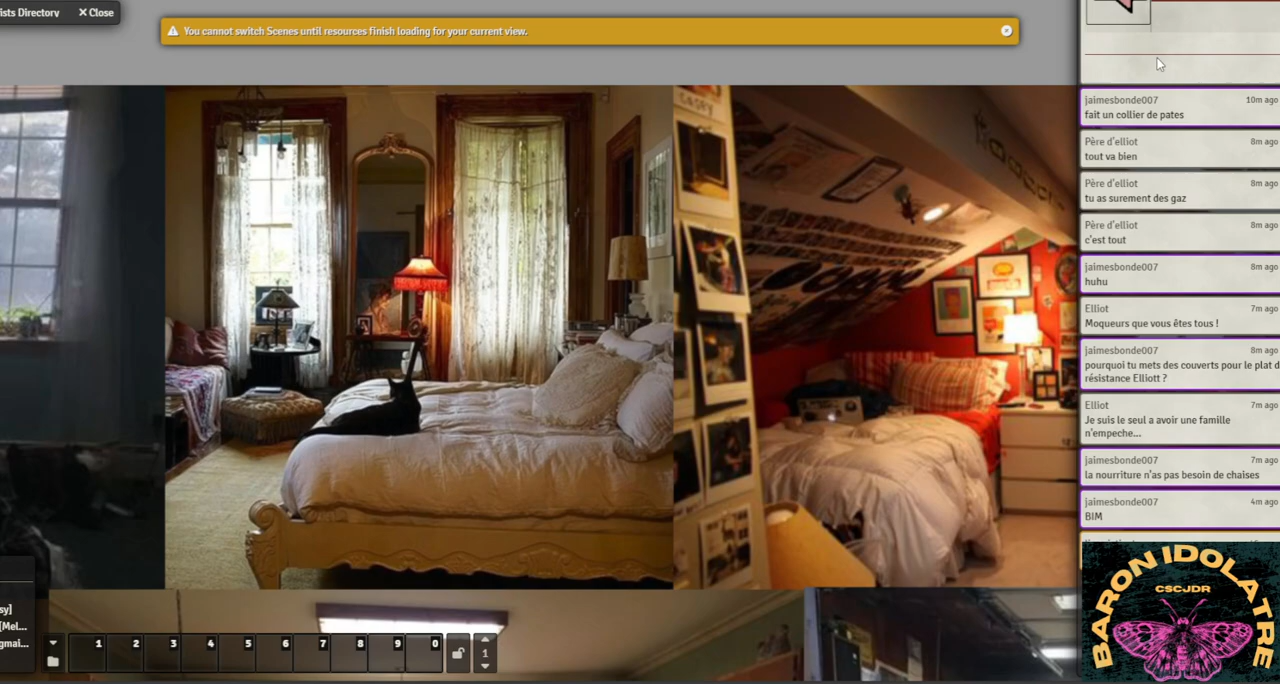 ists Directory
Close
You cannot switch Scenes until resources finish loading for your current view.
casey
jaimesbonde007
10m ago
fait un collier de pates
Père d'elliot
8m ago
tout va bien
Père d'elliot
8m ago
tu as surement des gaz
Père d'elliot
8m ago
c'est tout
jaimesbonde007
8m ago
huhu
Elliot
7m ago
Moqueurs que vous êtes tous !
jaimesbonde007
8m ago
pourquoi tu mets des couverts pour le plat d
résistance Elliott ?
Elliot
7m ago
Je suis le seul a avoir une famille
n'empeche...
jaimesbonde007
7m ago
la nourriture n'as pas besoin de chaises
jaimesbonde007
4m ago
BIM
BARON IDOLATRE
CSCJDR
sy]
[Mel...
gmai...
1 2 3 4 5 6 7 8 9 0
1